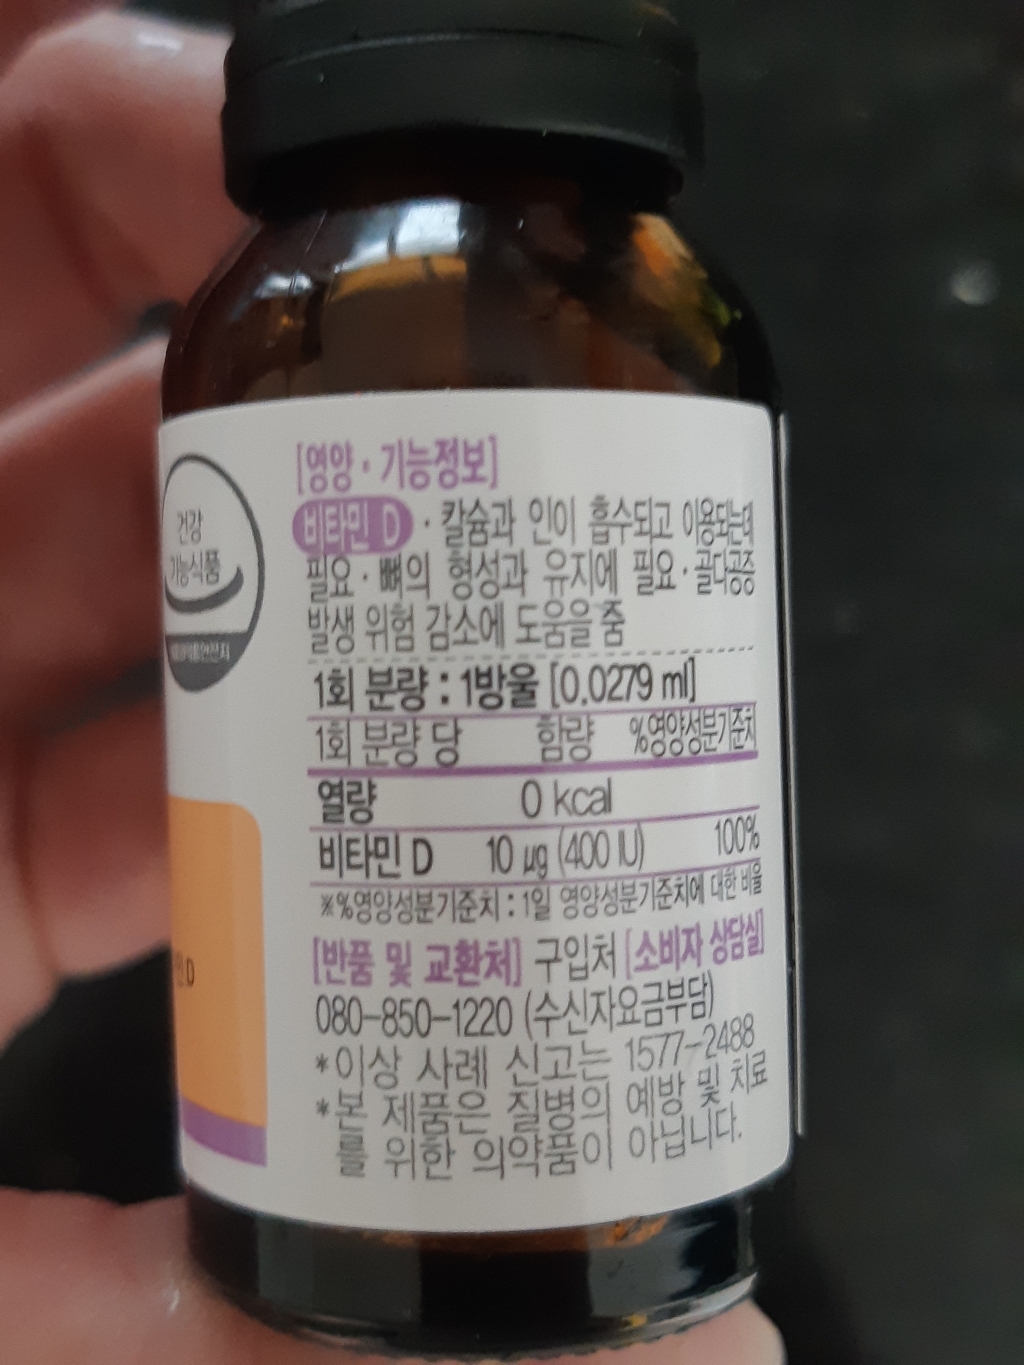 건강
기능식품
[영양·기능정보]
비타민 D · 칼슘과 인이 흡수되고 이용되는데
필요 · 뼈의 형성과 유지에 필요 · 골다공증
발생 위험 감소에 도움을 줌
1회 분량 : 1방울 [0.0279 ml]
1회 분량 당 함량 %영양성분기준치
열량 0 kcal
비타민 D 10 μg (400 IU) 100%
※%영양성분기준치 : 1일 영양성분기준치에 대한 비율
[반품 및 교환처] 구입처 [소비자 상담실]
080-850-1220 (수신자요금부담)
*이상 사례 신고는 1577-2488
*본 제품은 질병의 예방 및 치료
를 위한 의약품이 아닙니다.
민 D